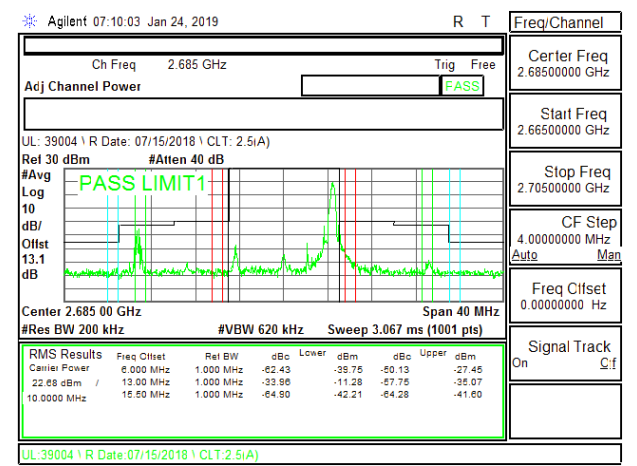 Agilent 07:10:03 Jan 24, 2019 R T
Freq/Channel
Ch Freq 2.685 GHz Trig Free
Adj Channel Power
PASS
Center Freq
2.68500000 GHz
Start Freq
2.66500000 GHz
Stop Freq
2.70500000 GHz
CF Step
4.00000000 MHz
Auto Man
Freq Offset
0.00000000 Hz
Signal Track
On Off
UL: 39004 \ R Date: 07/15/2018 \ CLT: 2.5(A)
Ref 30 dBm #Atten 40 dB
#Avg
Log
10
dB/
Offst
13.1
dB
PASS LIMIT1
Center 2.685 00 GHz Span 40 MHz
#Res BW 200 kHz #VBW 620 kHz Sweep 3.067 ms (1001 pts)
RMS Results Freq Offset Ref BW dBc Lower dBm dBc Upper dBm
Carrier Power 6.000 MHz 1.000 MHz -62.43 -39.75 -50.13 -27.45
22.68 dBm / 13.00 MHz 1.000 MHz -33.96 -11.28 -57.75 -35.07
10.0000 MHz 15.50 MHz 1.000 MHz -64.90 -42.21 -64.28 -41.60
UL:39004 \ R Date:07/15/2018 \ CLT:2.5(A)